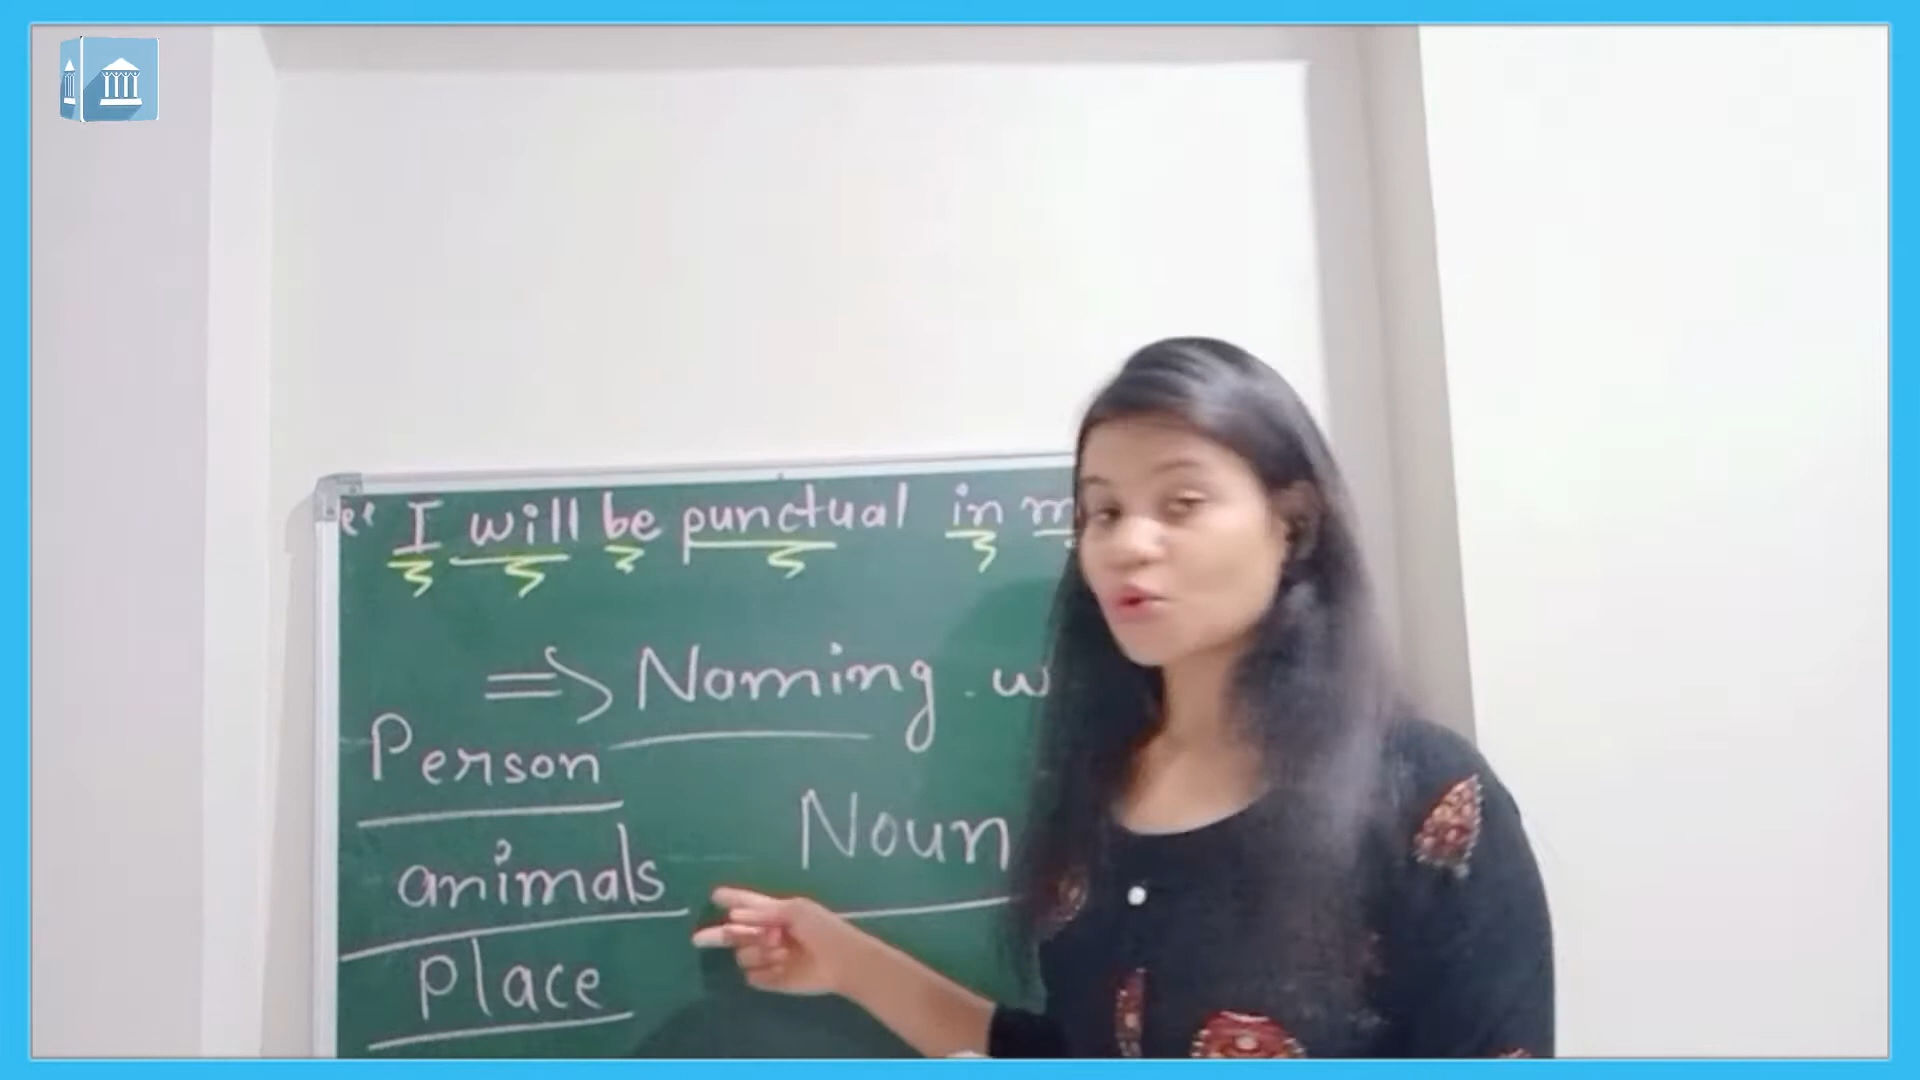 I will be punctual in
⇒ Naming
Person
Noun
animals
Place